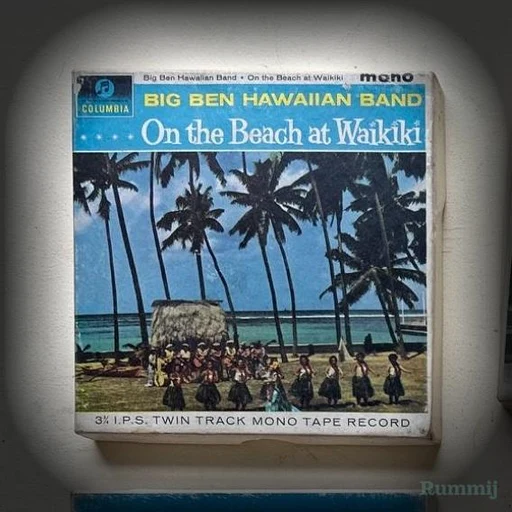 Big Ben Hawaiian Band • On the Beach at Waikiki
mono
COLUMBIA
BIG BEN HAWAIIAN BAND
On the Beach at Waikiki
3¾ I.P.S. TWIN TRACK MONO TAPE RECORD
Rummij